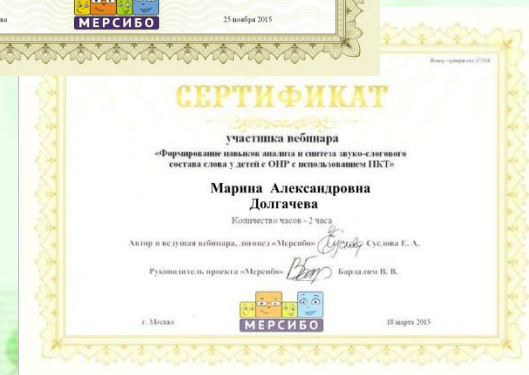 МЕРСИБО
25 ноября 2015
Номер сертификата
СЕРТИФИКАТ
участника вебинара
«Формирование навыков анализа и синтеза звуко-слогового
состава слова у детей с ОНР с использованием ИКТ»
Марина Александровна
Долгачева
Количество часов - 2 часа
Автор и ведущая вебинара, логопед «Мерсибо» Суслова Е. А.
Руководитель проекта «Мерсибо» Бардалим В. В.
г. Москва
МЕРСИБО
18 марта 2015